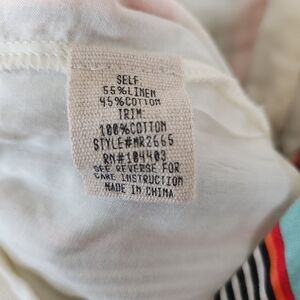 SELF:
55%LINEN
45%COTTON
TRIM:
100%COTTON
STYLE#MR2665
RN#104403
SEE REVERSE FOR
CARE INSTRUCTION
MADE IN CHINA